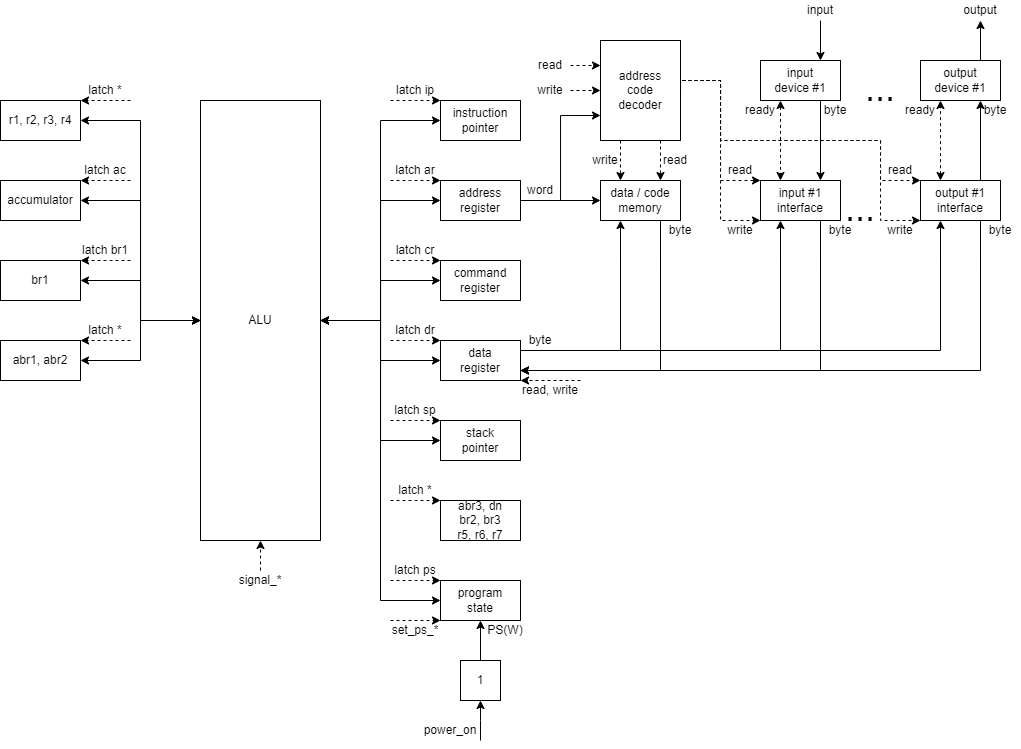 input
output
read
write
address
code
decoder
input
device #1
output
device #1
ready
byte
ready
byte
...
latch *
r1, r2, r3, r4
latch ip
instruction
pointer
write
read
latch ac
accumulator
latch ar
address
register
word
data / code
memory
byte
read
input #1
interface
write
byte
...
read
output #1
interface
write
byte
latch br1
br1
latch cr
command
register
ALU
latch *
abr1, abr2
latch dr
data
register
byte
read, write
latch sp
stack
pointer
latch *
abr3, dn
br2, br3
r5, r6, r7
signal_*
latch ps
program
state
set_ps_*
PS(W)
1
power_on